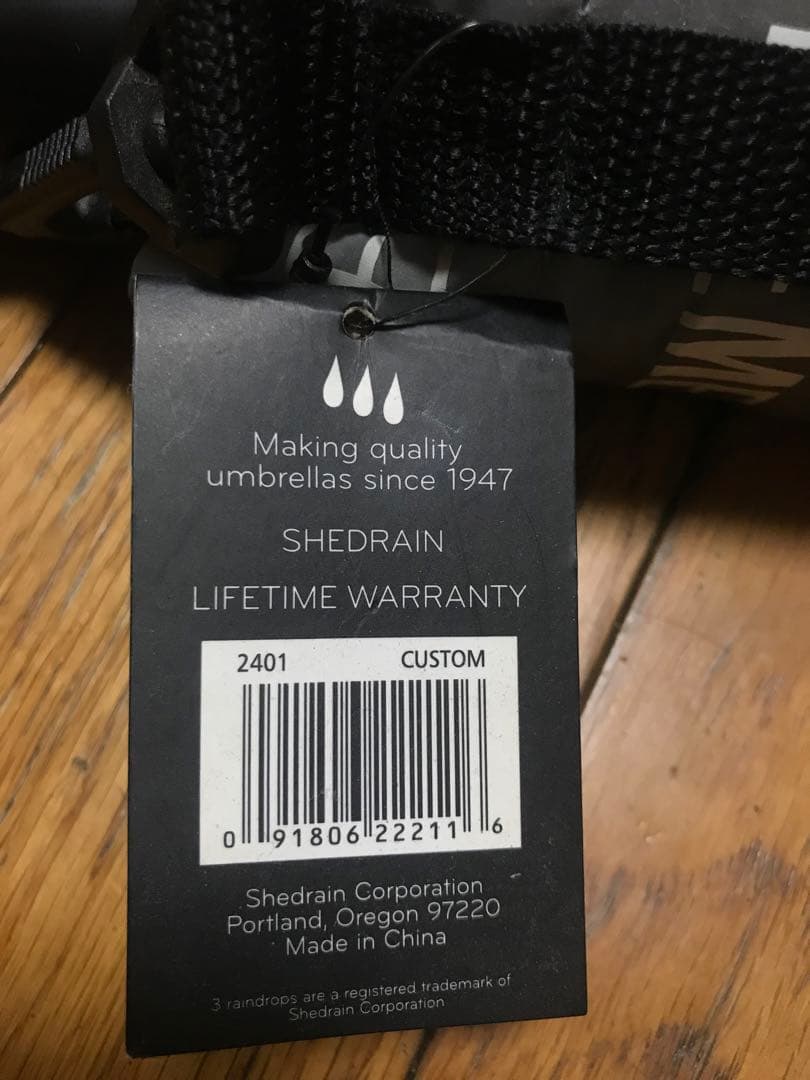 Making quality
umbrellas since 1947
SHEDRAIN
LIFETIME WARRANTY
2401 CUSTOM
0 91806 22211 6
Shedrain Corporation
Portland, Oregon 97220
Made in China
3 raindrops are a registered trademark of
Shedrain Corporation